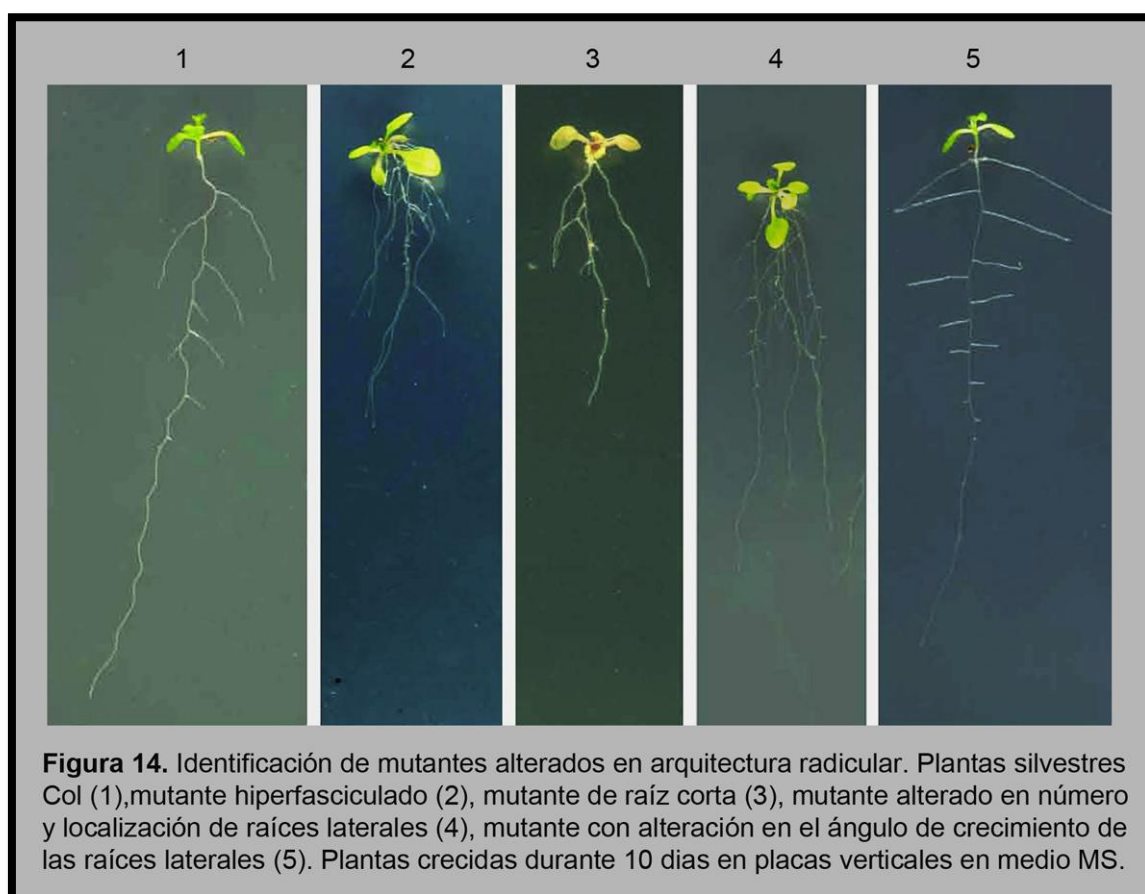 1 2 3 4 5
Figura 14. Identificación de mutantes alterados en arquitectura radicular. Plantas silvestres
Col (1),mutante hiperfasciculado (2), mutante de raíz corta (3), mutante alterado en número
y localización de raíces laterales (4), mutante con alteración en el ángulo de crecimiento de
las raíces laterales (5). Plantas crecidas durante 10 dias en placas verticales en medio MS.